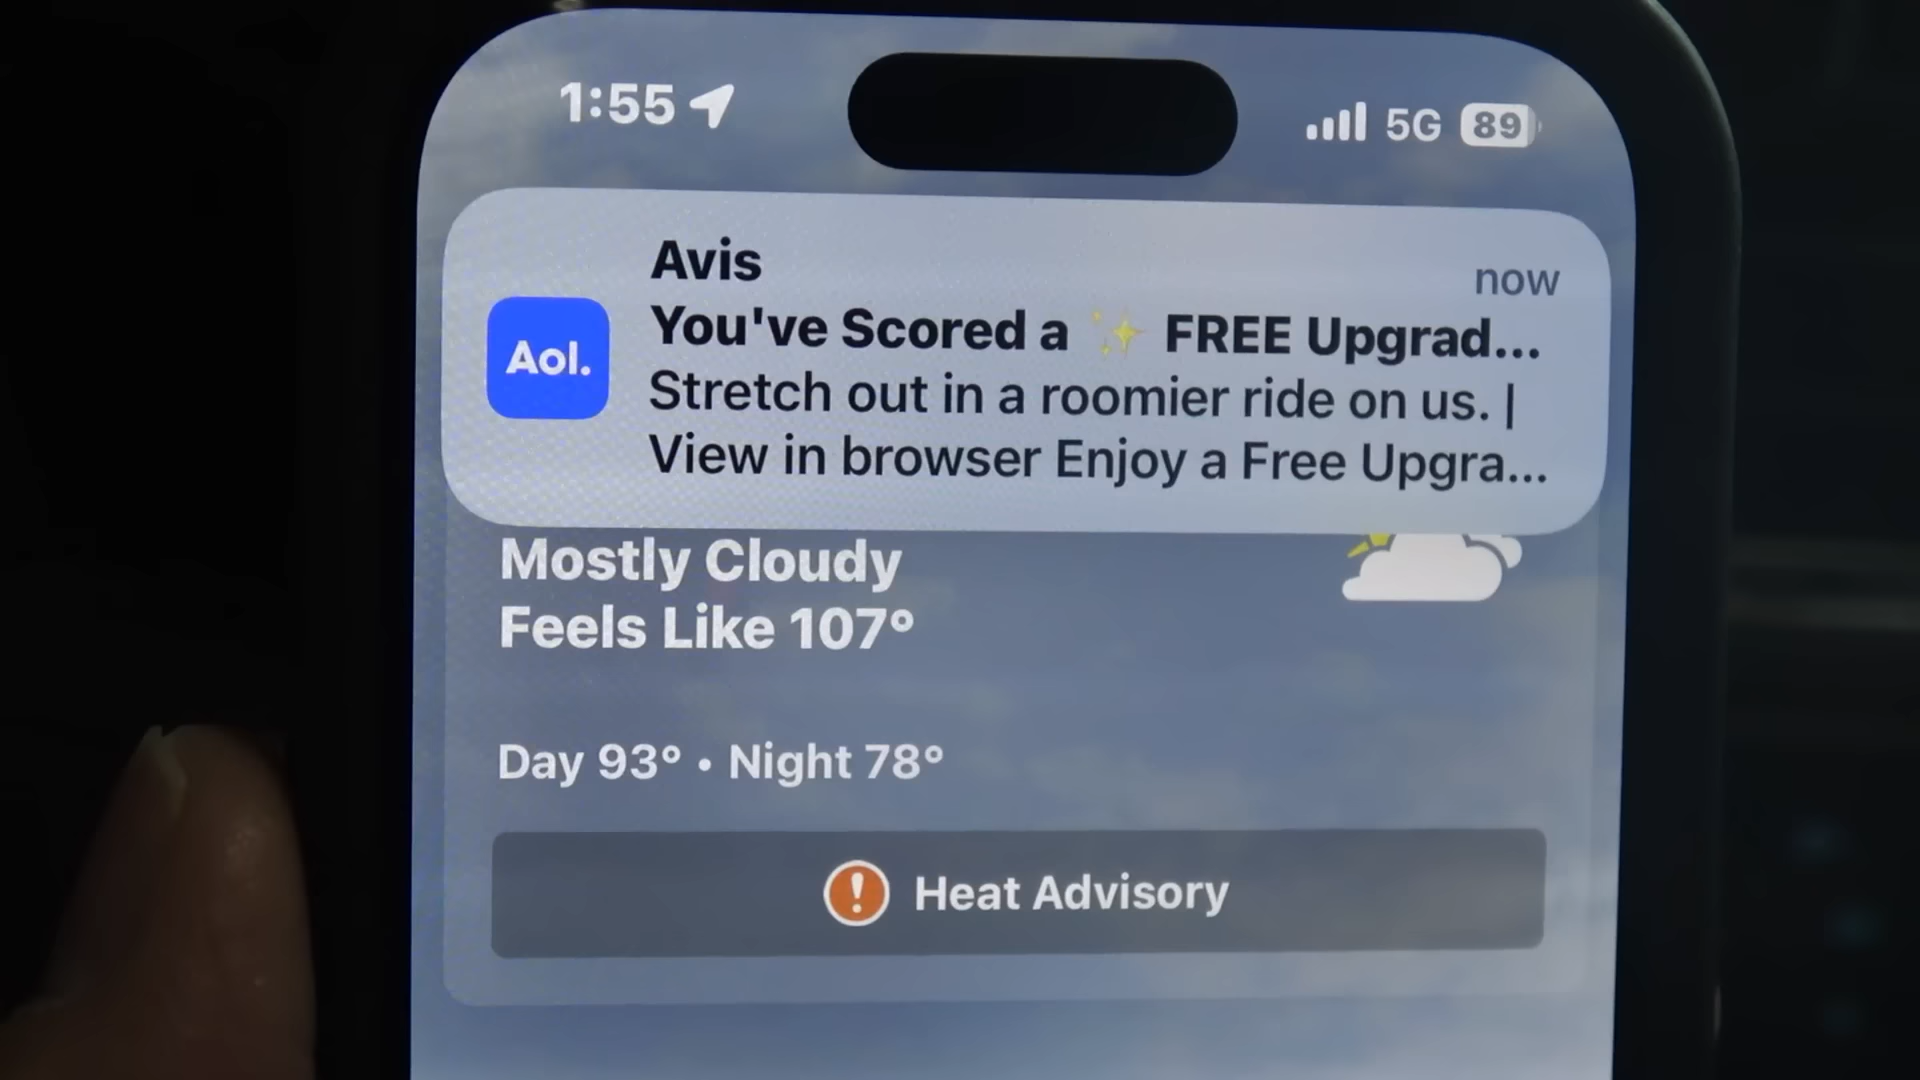 1:55
5G 89
Avis
now
You've Scored a ✨ FREE Upgrad...
Aol.
Stretch out in a roomier ride on us. |
View in browser Enjoy a Free Upgra...
Mostly Cloudy
Feels Like 107°
Day 93° • Night 78°
! Heat Advisory